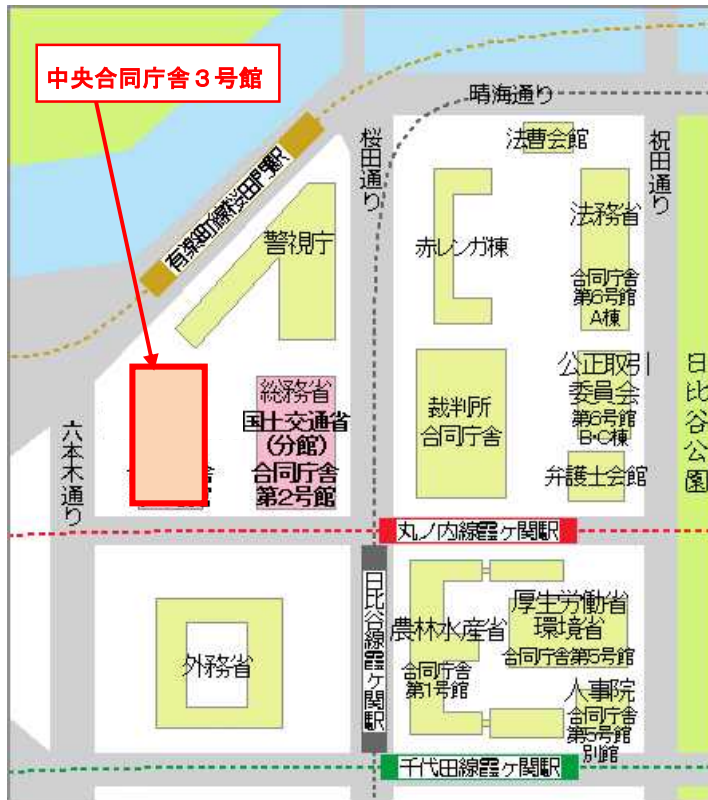 中央合同庁舎3号館
晴海通り
桜田通り
祝田通り
法曹会館
有楽町線桜田門駅
警視庁
赤レンガ棟
法務省
合同庁舎
第6号館
A棟
総務省
国土交通省
(分館)
合同庁舎
第2号館
裁判所
合同庁舎
公正取引
委員会
第6号館
B・C棟
弁護士会館
日比谷公園
六本木通り
丸ノ内線霞ヶ関駅
日比谷線霞ヶ関駅
外務省
農林水産省
合同庁舎
第1号館
厚生労働省
環境省
合同庁舎第5号館
人事院
合同庁舎
第5号館
別館
千代田線霞ヶ関駅